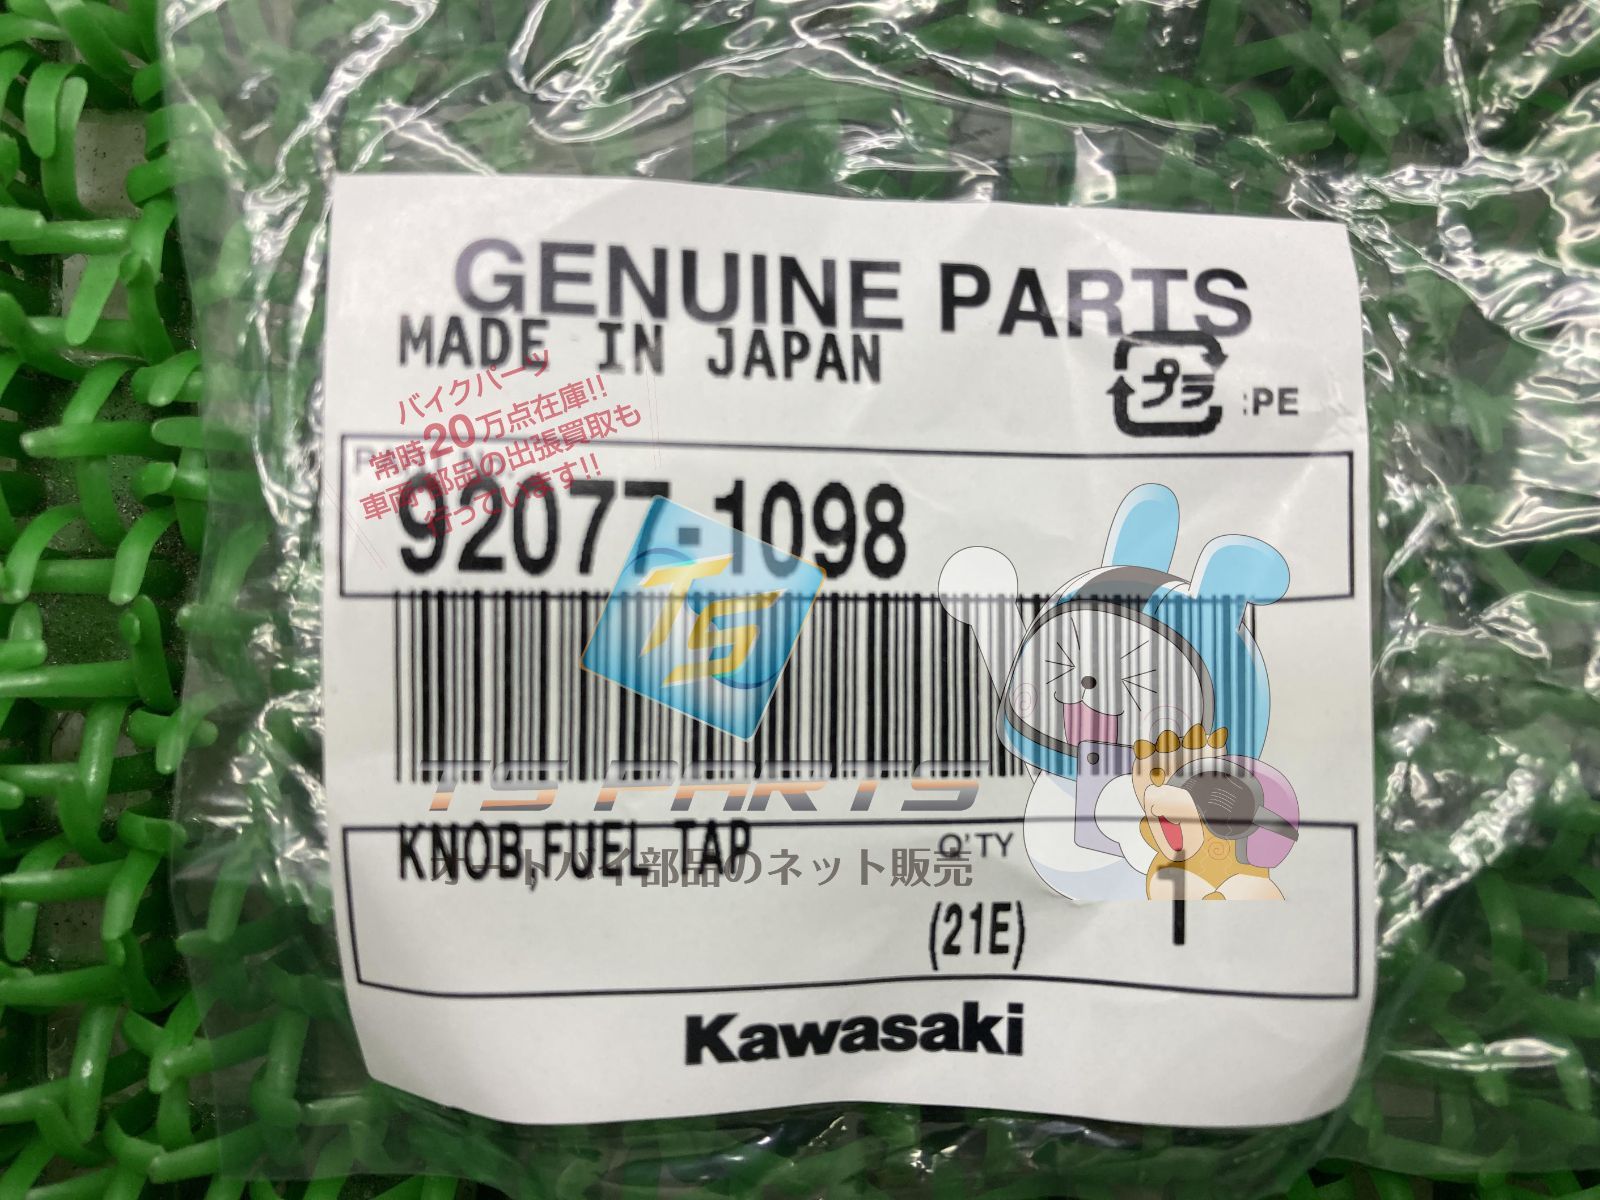 GENUINE PARTS
MADE IN JAPAN
プラ :PE
バイクパーツ
常時20万点在庫!!
車両・部品の出張買取も
行っています!!
92077-1098
TS
TS PARTS
KNOB,FUEL TAP
Q'TY
オートバイ部品のネット販売
(21E)
1
Kawasaki